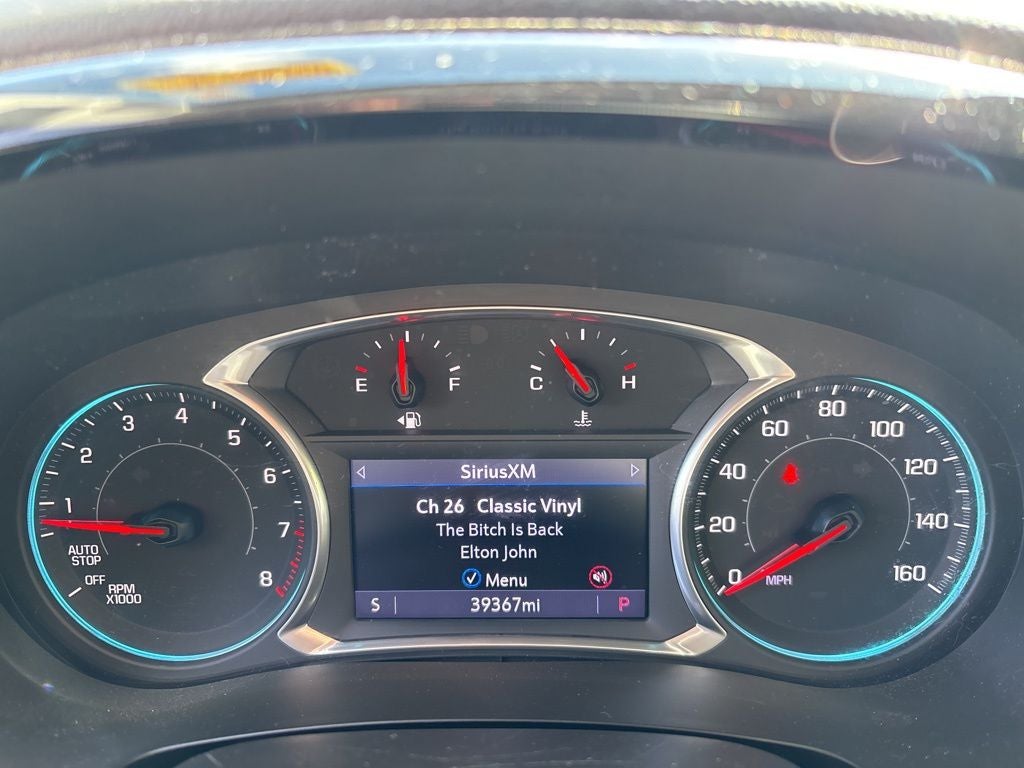 E F
C H
1 2 3 4 5 6 7 8
AUTO
STOP
OFF
RPM
X1000
SiriusXM
Ch 26 Classic Vinyl
The Bitch Is Back
Elton John
Menu
S 39367mi P
0 20 40 60 80 100 120 140 160
MPH